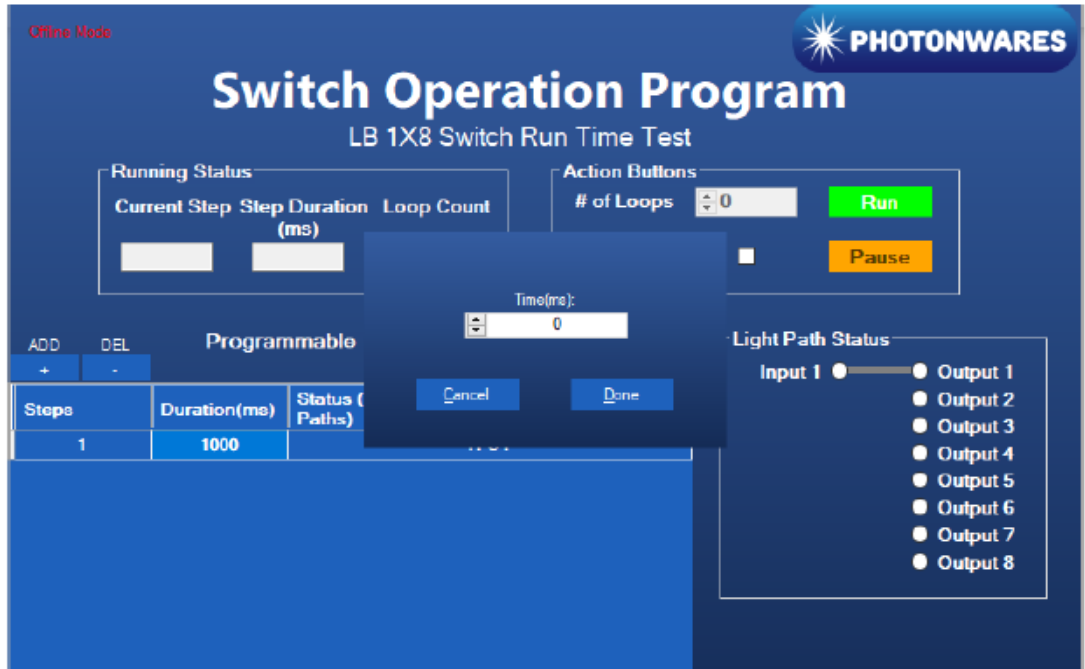 Offline Mode
PHOTONWARES
Switch Operation Program
LB 1X8 Switch Run Time Test
Running Status
Current Step Step Duration Loop Count
(ms)
Action Buttons
# of Loops 0 Run
Pause
Time(ms):
0
Cancel Done
ADD DEL Programmable
+ -
Steps Duration(ms) Status (
Paths)
1 1000
Light Path Status
Input 1 Output 1
Output 2
Output 3
Output 4
Output 5
Output 6
Output 7
Output 8